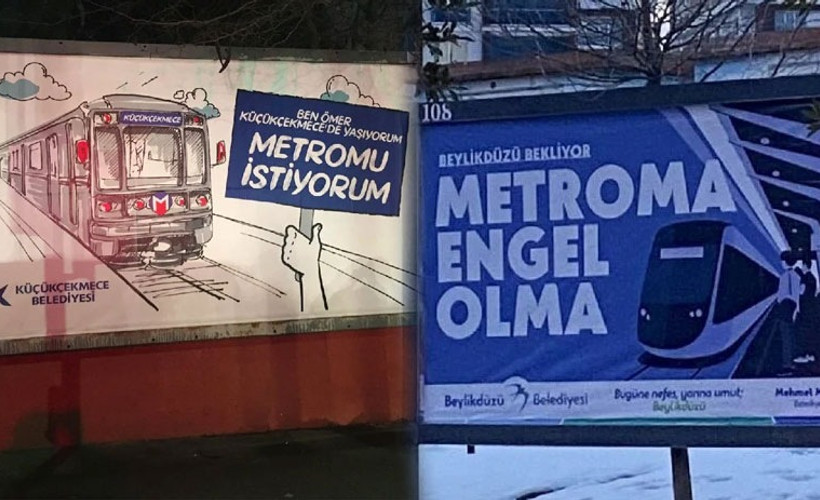 KÜÇÜKÇEKMECE
M
BEN ÖMER
KÜÇÜKÇEKMECE'DE YAŞIYORUM
METROMU
İSTİYORUM
KÜÇÜKÇEKMECE
BELEDİYESİ
108
BEYLİKDÜZÜ BEKLİYOR
METROMA
ENGEL
OLMA
Beylikdüzü Belediyesi
Bugüne nefes, yarına umut;
Beylikdüzü
Mehmet